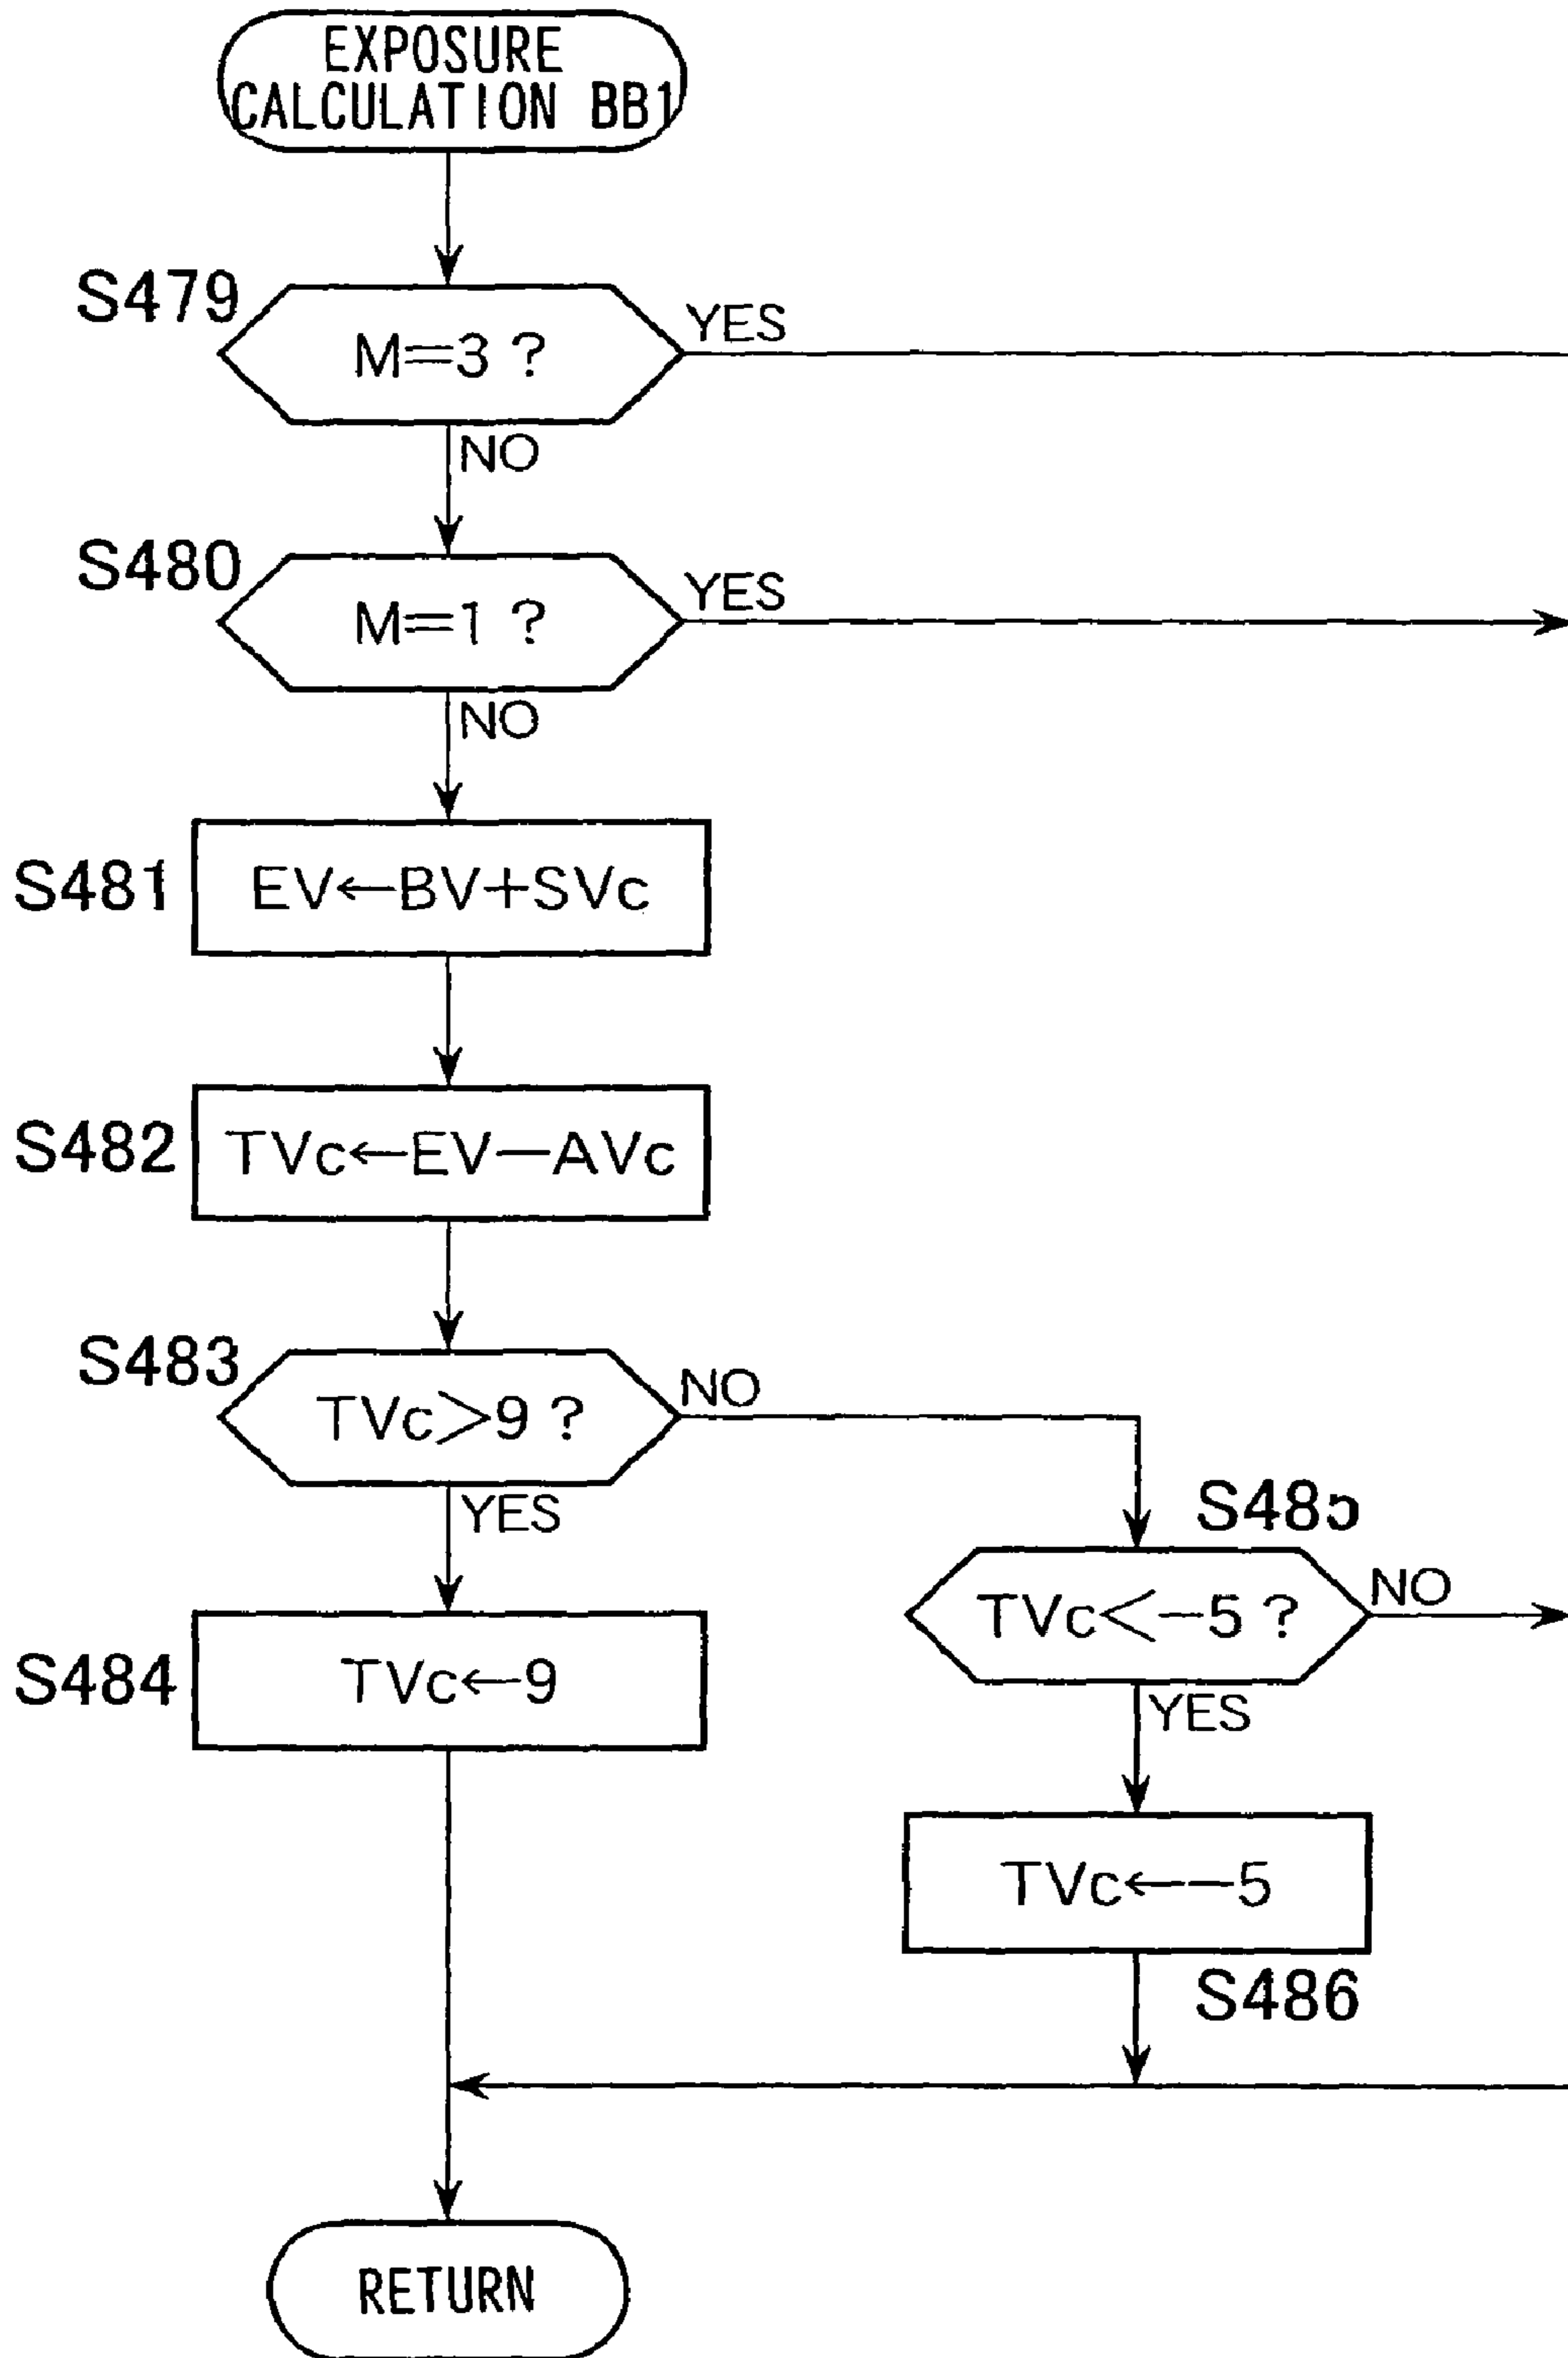 EXPOSURE
CALCULATION BB1
S479
M=3 ?
YES
NO
S480
M=1 ?
YES
NO
S481
EV←BV+SVc
S482
TVc←EV−AVc
S483
TVc>9 ?
NO
YES
S485
TVc<−5 ?
NO
YES
S484
TVc←9
TVc←−5
S486
RETURN